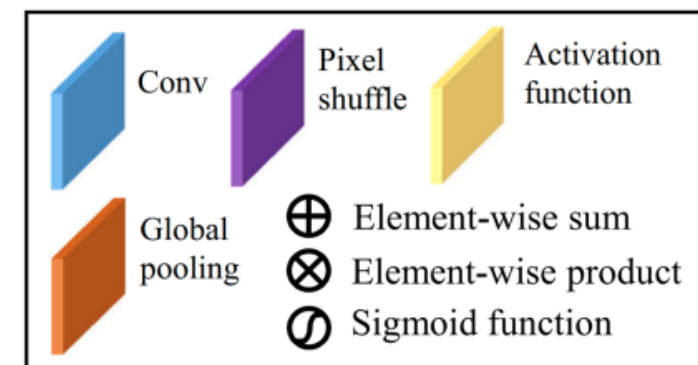 Conv
Pixel
shuffle
Activation
function
Global
pooling
Element-wise sum
Element-wise product
Sigmoid function